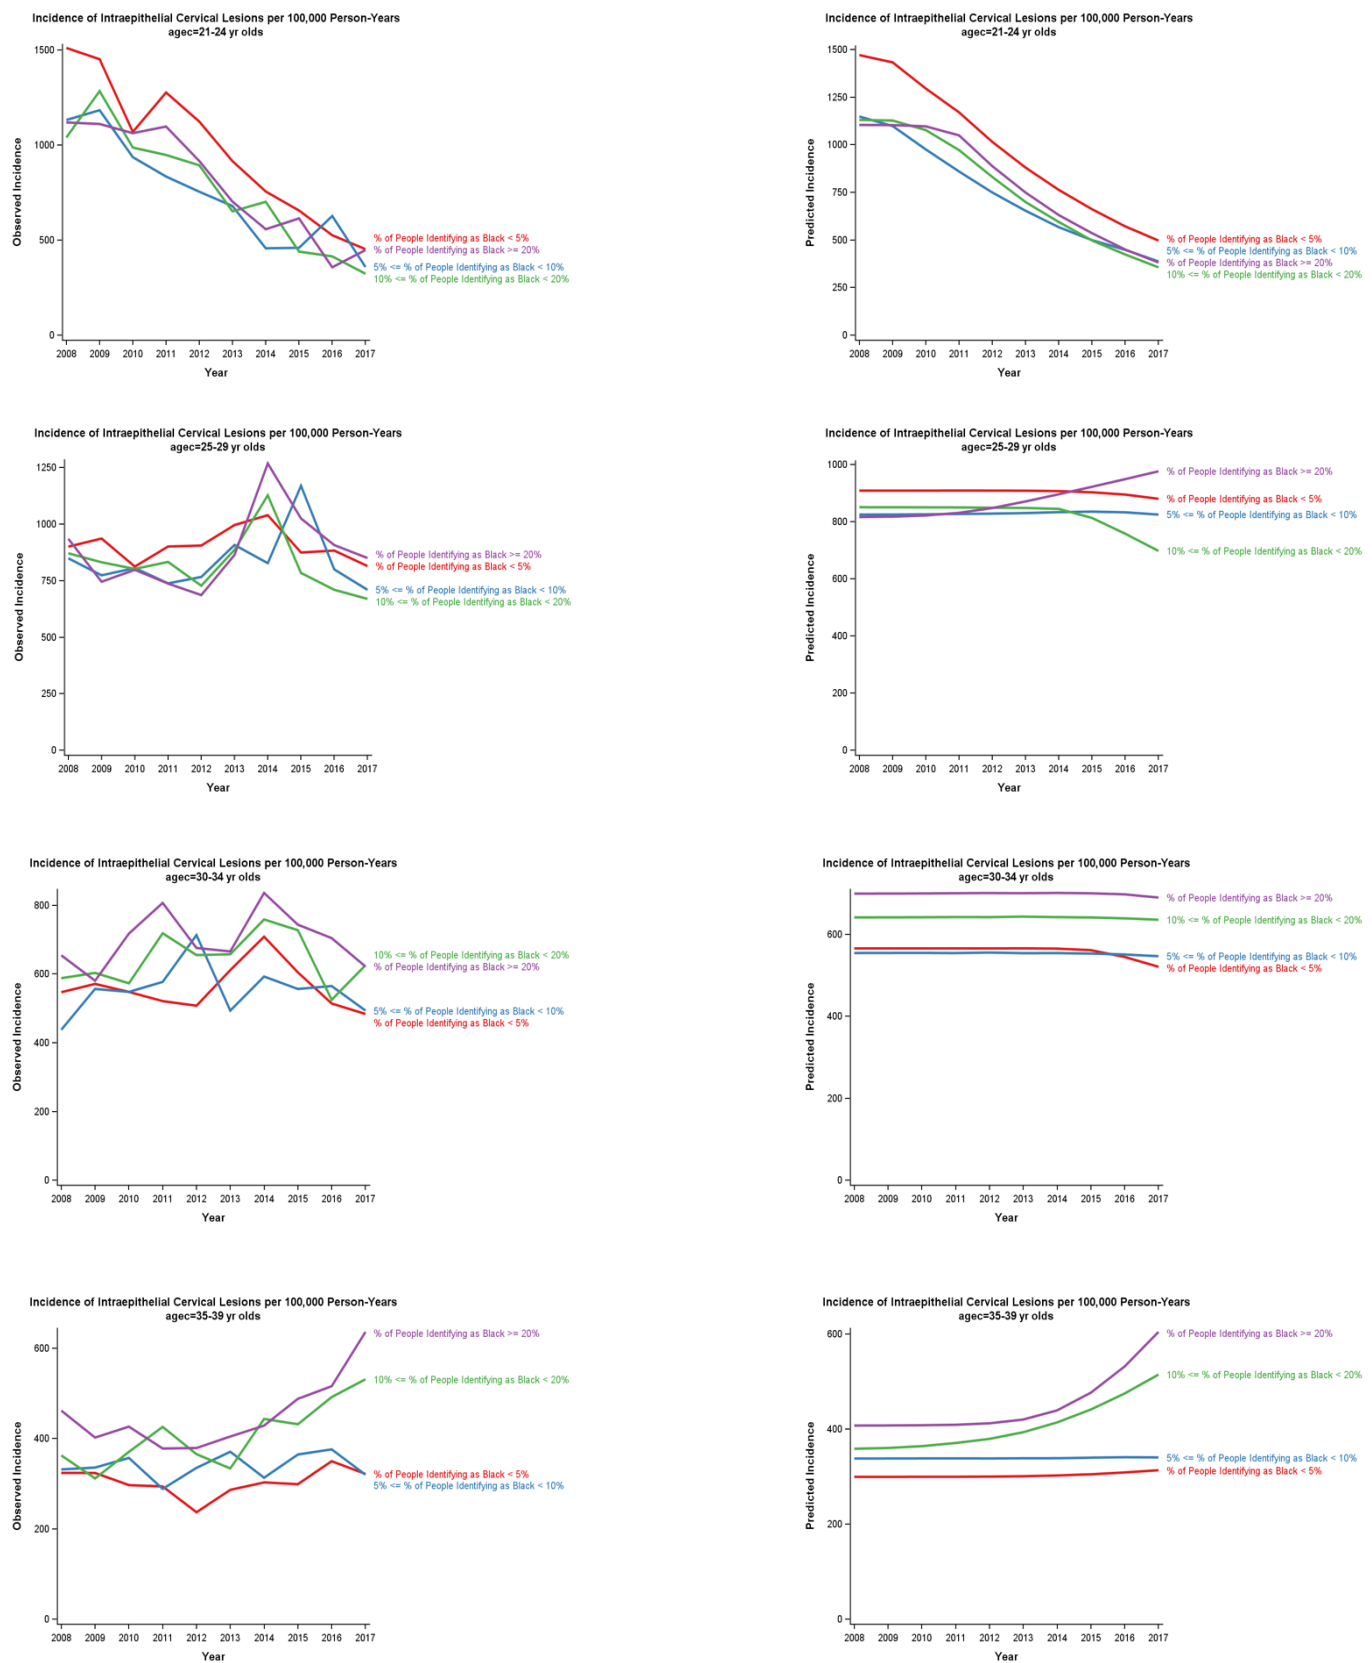 Incidence of Intraepithelial Cervical Lesions per 100,000 Person-Years
agec=21-24 yr olds
Observed Incidence
1500
1000
500
0
% of People Identifying as Black < 5%
% of People Identifying as Black >= 20%
5% <= % of People Identifying as Black < 10%
10% <= % of People Identifying as Black < 20%
2008 2009 2010 2011 2012 2013 2014 2015 2016 2017
Year
Incidence of Intraepithelial Cervical Lesions per 100,000 Person-Years
agec=21-24 yr olds
Predicted Incidence
1500
1250
1000
750
500
250
0
% of People Identifying as Black < 5%
5% <= % of People Identifying as Black < 10%
% of People Identifying as Black >= 20%
10% <= % of People Identifying as Black < 20%
2008 2009 2010 2011 2012 2013 2014 2015 2016 2017
Year
Incidence of Intraepithelial Cervical Lesions per 100,000 Person-Years
agec=25-29 yr olds
Observed Incidence
1250
1000
750
500
250
0
% of People Identifying as Black >= 20%
% of People Identifying as Black < 5%
5% <= % of People Identifying as Black < 10%
10% <= % of People Identifying as Black < 20%
2008 2009 2010 2011 2012 2013 2014 2015 2016 2017
Year
Incidence of Intraepithelial Cervical Lesions per 100,000 Person-Years
agec=25-29 yr olds
Predicted Incidence
1000
800
600
400
200
0
% of People Identifying as Black >= 20%
% of People Identifying as Black < 5%
5% <= % of People Identifying as Black < 10%
10% <= % of People Identifying as Black < 20%
2008 2009 2010 2011 2012 2013 2014 2015 2016 2017
Year
Incidence of Intraepithelial Cervical Lesions per 100,000 Person-Years
agec=30-34 yr olds
Observed Incidence
800
600
400
200
0
10% <= % of People Identifying as Black < 20%
% of People Identifying as Black >= 20%
5% <= % of People Identifying as Black < 10%
% of People Identifying as Black < 5%
2008 2009 2010 2011 2012 2013 2014 2015 2016 2017
Year
Incidence of Intraepithelial Cervical Lesions per 100,000 Person-Years
agec=30-34 yr olds
Predicted Incidence
600
400
200
0
% of People Identifying as Black >= 20%
10% <= % of People Identifying as Black < 20%
5% <= % of People Identifying as Black < 10%
% of People Identifying as Black < 5%
2008 2009 2010 2011 2012 2013 2014 2015 2016 2017
Year
Incidence of Intraepithelial Cervical Lesions per 100,000 Person-Years
agec=35-39 yr olds
Observed Incidence
600
400
200
0
% of People Identifying as Black >= 20%
10% <= % of People Identifying as Black < 20%
% of People Identifying as Black < 5%
5% <= % of People Identifying as Black < 10%
2008 2009 2010 2011 2012 2013 2014 2015 2016 2017
Year
Incidence of Intraepithelial Cervical Lesions per 100,000 Person-Years
agec=35-39 yr olds
Predicted Incidence
600
400
200
0
% of People Identifying as Black >= 20%
10% <= % of People Identifying as Black < 20%
5% <= % of People Identifying as Black < 10%
% of People Identifying as Black < 5%
2008 2009 2010 2011 2012 2013 2014 2015 2016 2017
Year